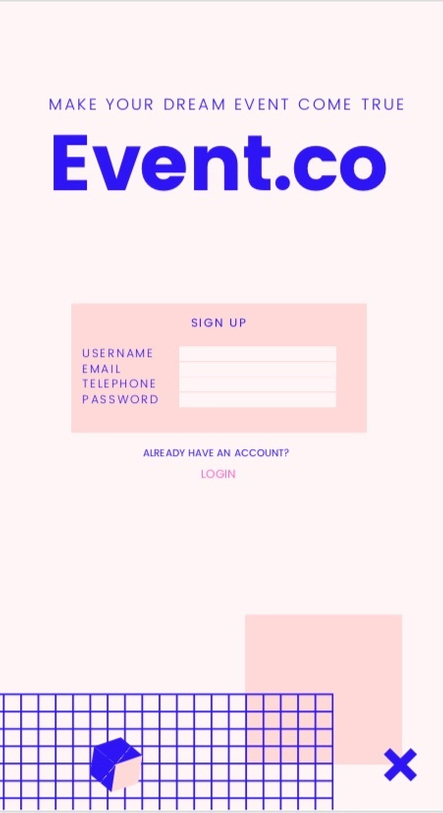 MAKE YOUR DREAM EVENT COME TRUE
Event.co
SIGN UP
USERNAME
EMAIL
TELEPHONE
PASSWORD
ALREADY HAVE AN ACCOUNT?
LOGIN